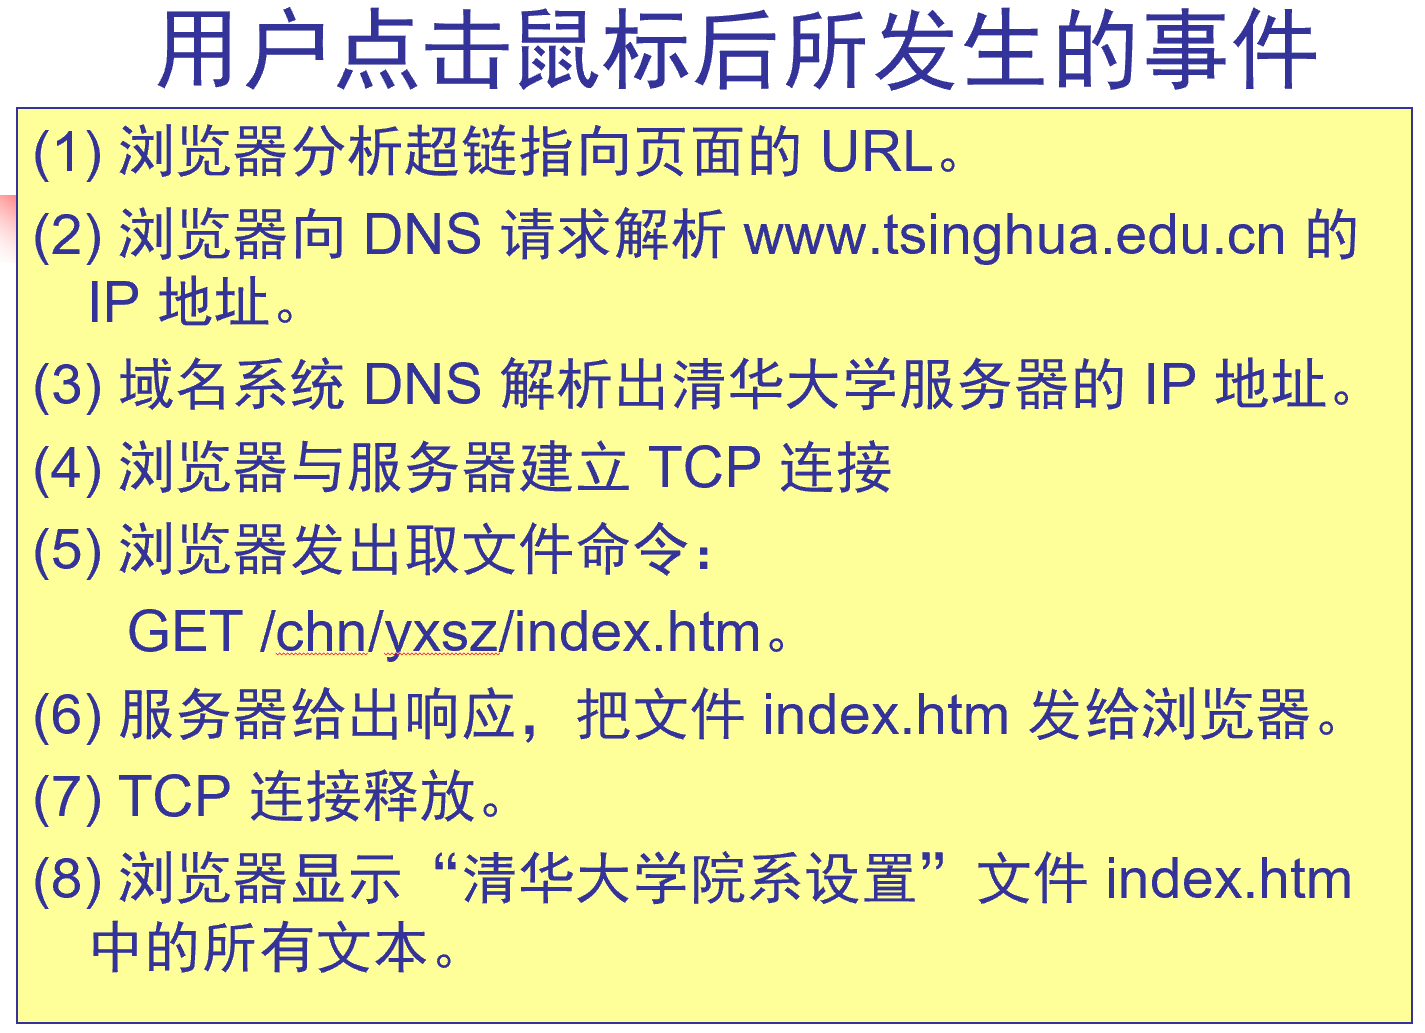 用户点击鼠标后所发生的事件
(1) 浏览器分析超链指向页面的 URL。
(2) 浏览器向 DNS 请求解析 www.tsinghua.edu.cn 的
IP 地址。
(3) 域名系统 DNS 解析出清华大学服务器的 IP 地址。
(4) 浏览器与服务器建立 TCP 连接
(5) 浏览器发出取文件命令：
GET /chn/yxsz/index.htm。
(6) 服务器给出响应，把文件 index.htm 发给浏览器。
(7) TCP 连接释放。
(8) 浏览器显示“清华大学院系设置”文件 index.htm
中的所有文本。